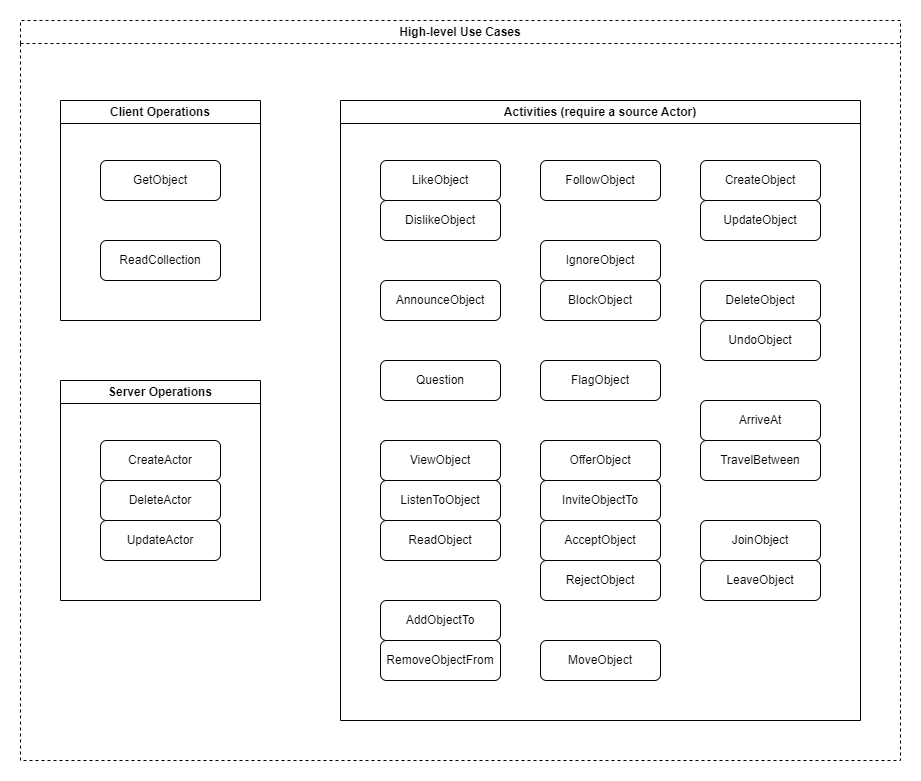 High-level Use Cases
Client Operations
GetObject
ReadCollection
Server Operations
CreateActor
DeleteActor
UpdateActor
Activities (require a source Actor)
LikeObject
DislikeObject
AnnounceObject
Question
ViewObject
ListenToObject
ReadObject
AddObjectTo
RemoveObjectFrom
FollowObject
IgnoreObject
BlockObject
FlagObject
OfferObject
InviteObjectTo
AcceptObject
RejectObject
MoveObject
CreateObject
UpdateObject
DeleteObject
UndoObject
ArriveAt
TravelBetween
JoinObject
LeaveObject